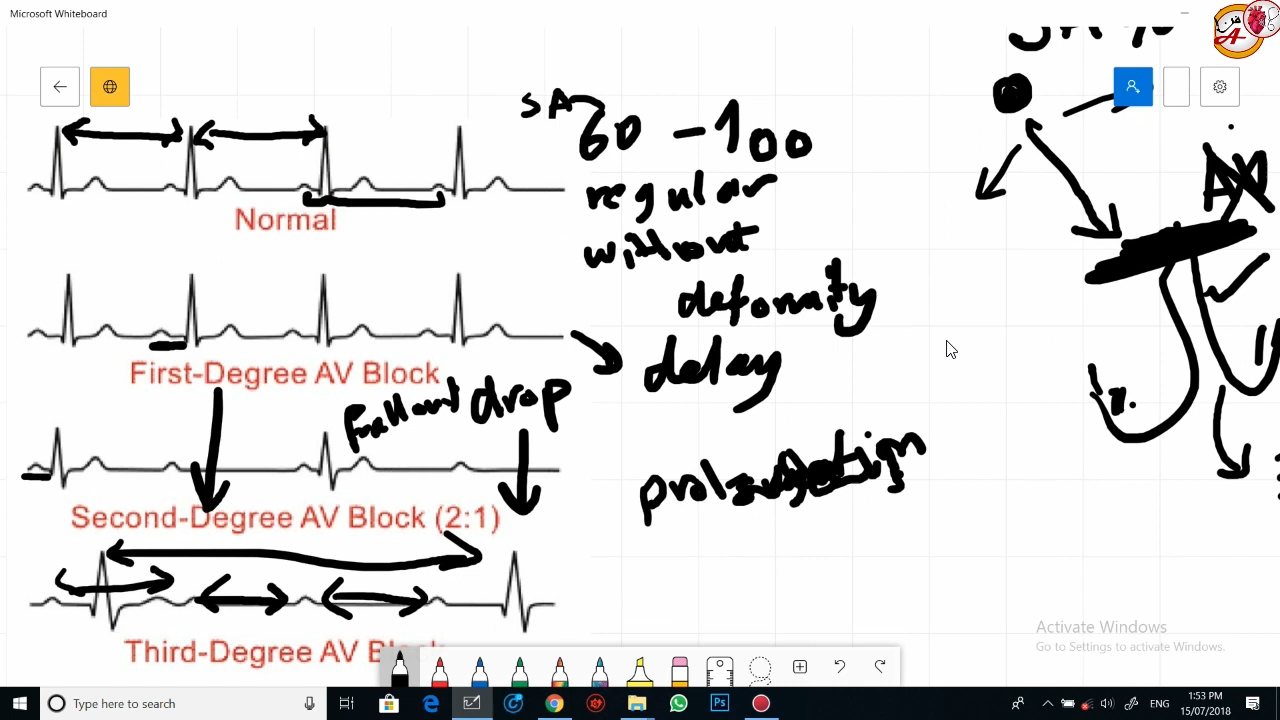 Microsoft Whiteboard
SA 60 - 100
regular
without
deformity
Normal
First-Degree AV Block
delay
drop
Second-Degree AV Block (2:1)
Third-Degree AV
AV
Activate Windows
Go to Settings to activate Windows.
Type here to search
ENG
1:53 PM
15/07/2018